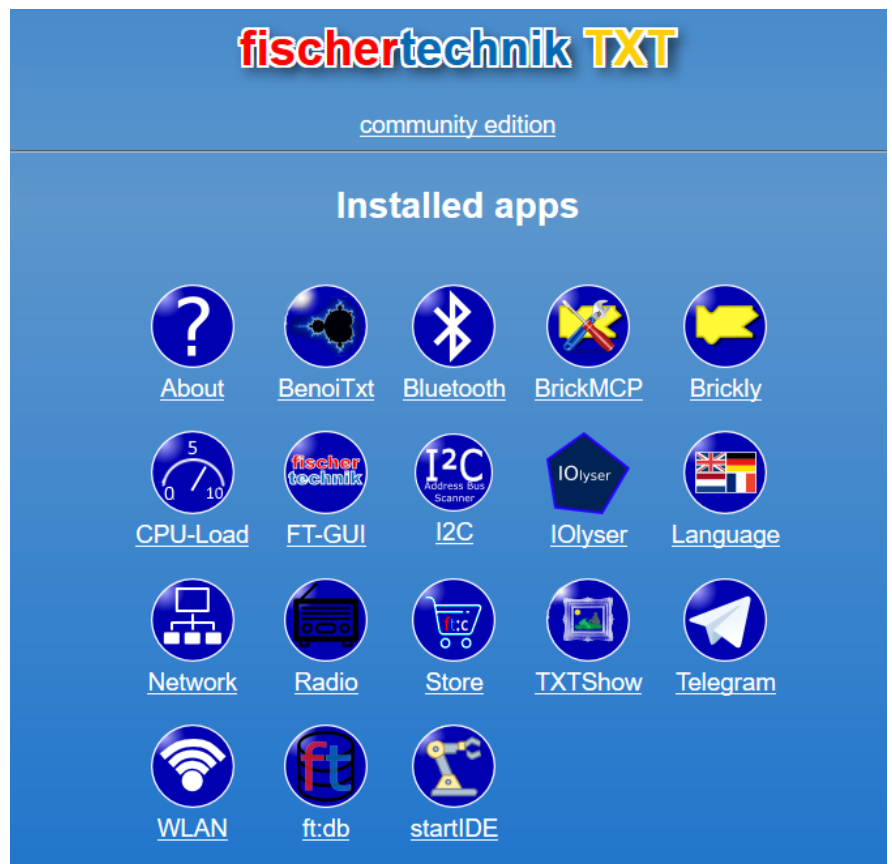 fischertechnik TXT
community edition
Installed apps
?
About BenoiTxt Bluetooth BrickMCP Brickly
5
0 10
fischer
technik
I²C
Address Bus
Scanner
IOlyser
CPU-Load FT-GUI I2C IOlyser Language
ft:c
Network Radio Store TXTShow Telegram
ft
WLAN ft:db startIDE